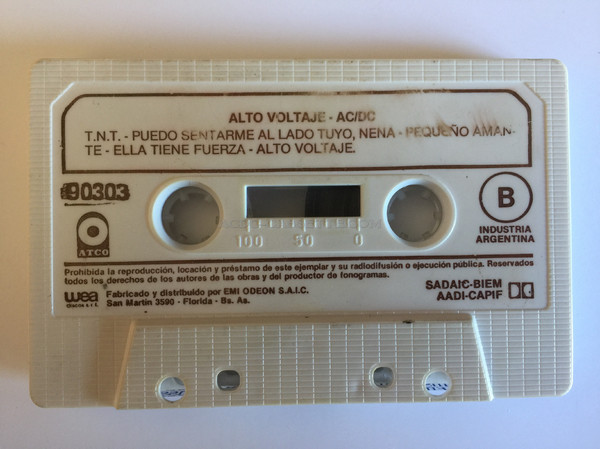 ALTO VOLTAJE - AC/DC
T.N.T. - PUEDO SENTARME AL LADO TUYO, NENA - PEQUEÑO AMAN-
TE - ELLA TIENE FUERZA - ALTO VOLTAJE.
90303
B
INDUSTRIA
ARGENTINA
ATCO
100 50 0
Prohibida la reproducción, locación y préstamo de este ejemplar y su radiodifusión o ejecución pública. Reservados
todos los derechos de los autores de las obras y del productor de fonogramas.
wea
discos s.r.l.
Fabricado y distribuido por EMI ODEON S.A.I.C.
San Martín 3590 - Florida - Bs. As.
SADAIC-BIEM
AADI-CAPIF